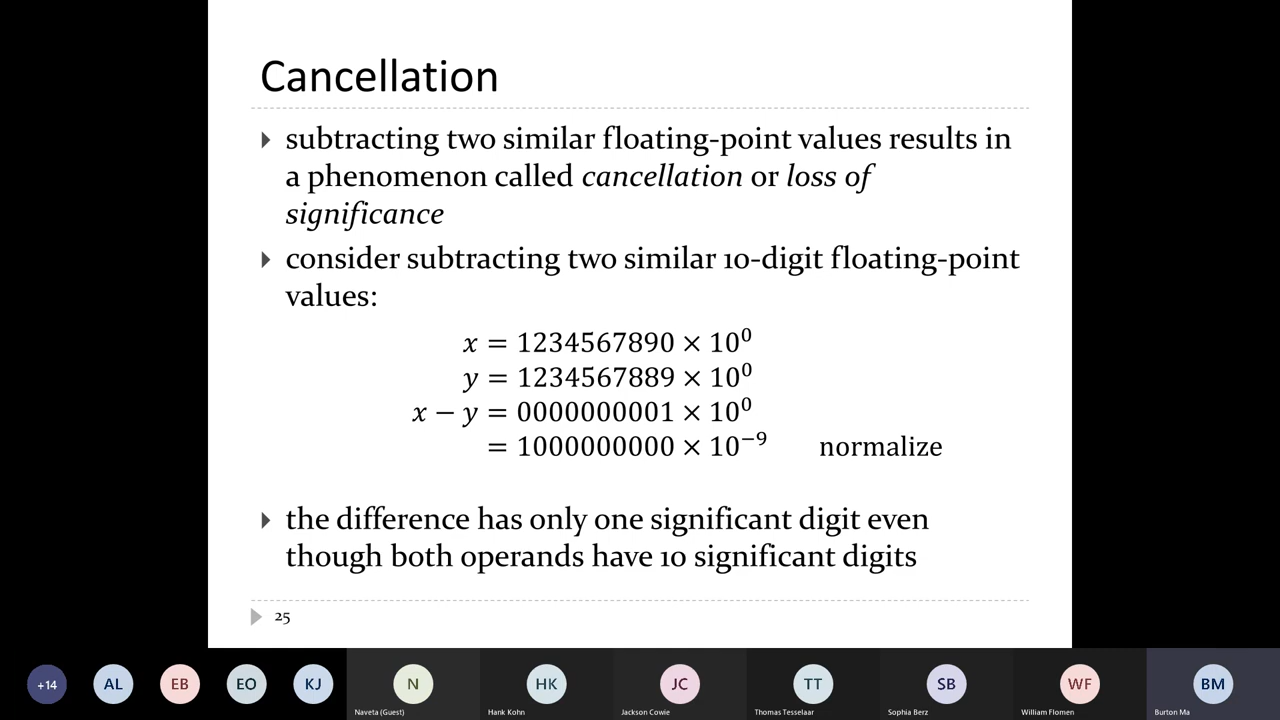 Cancellation
subtracting two similar floating-point values results in
a phenomenon called cancellation or loss of
significance
consider subtracting two similar 10-digit floating-point
values:
x = 1234567890 × 10⁰
y = 1234567889 × 10⁰
x − y = 0000000001 × 10⁰
= 1000000000 × 10⁻⁹ normalize
the difference has only one significant digit even
though both operands have 10 significant digits
25
+14 AL EB EO KJ N HK JC TT SB WF BM
Naveta (Guest) Hank Kohn Jackson Cowie Thomas Tesselaar Sophia Berz William Flomen Burton Ma